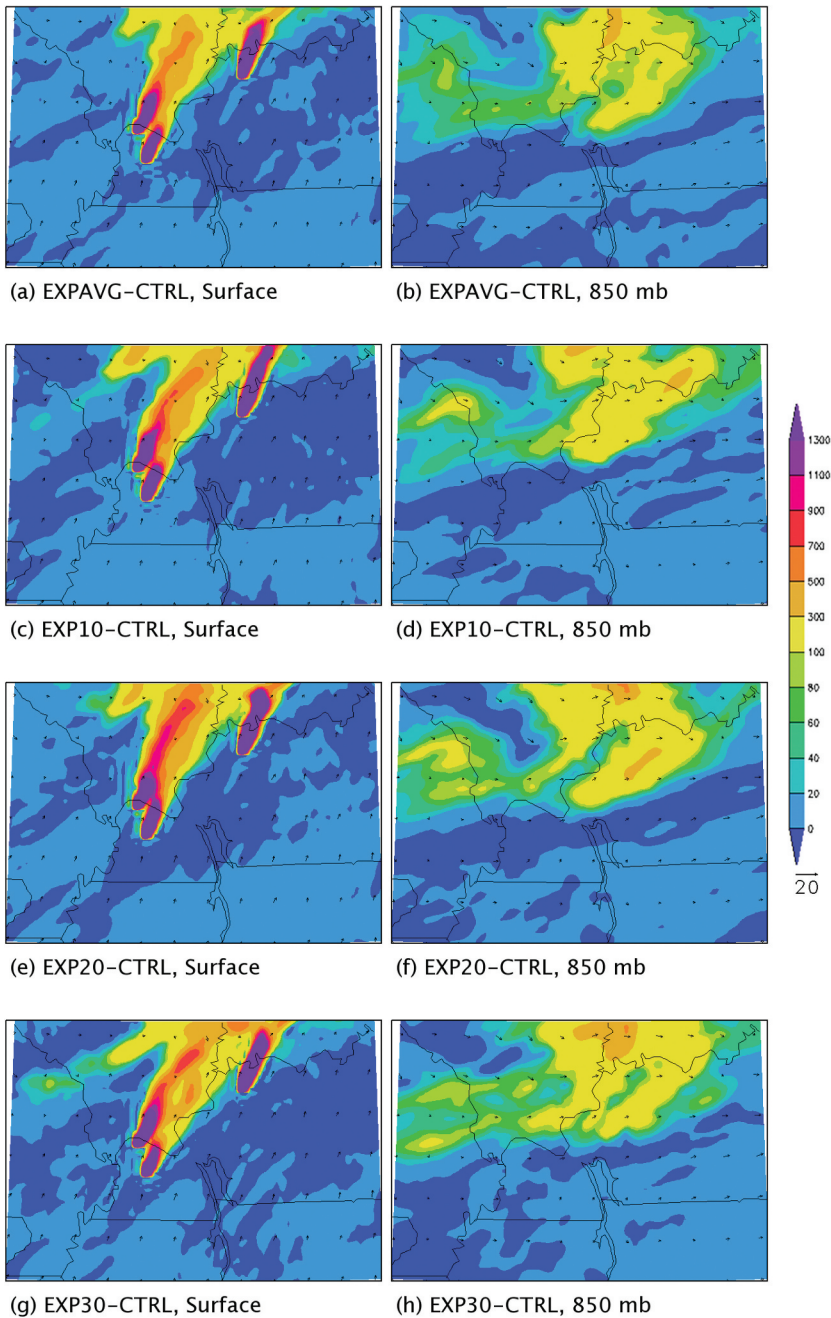 (a) EXPAVG-CTRL, Surface
(b) EXPAVG-CTRL, 850 mb
(c) EXP10-CTRL, Surface
(d) EXP10-CTRL, 850 mb
1300
1100
900
700
500
300
100
80
60
40
20
0
20
(e) EXP20-CTRL, Surface
(f) EXP20-CTRL, 850 mb
(g) EXP30-CTRL, Surface
(h) EXP30-CTRL, 850 mb